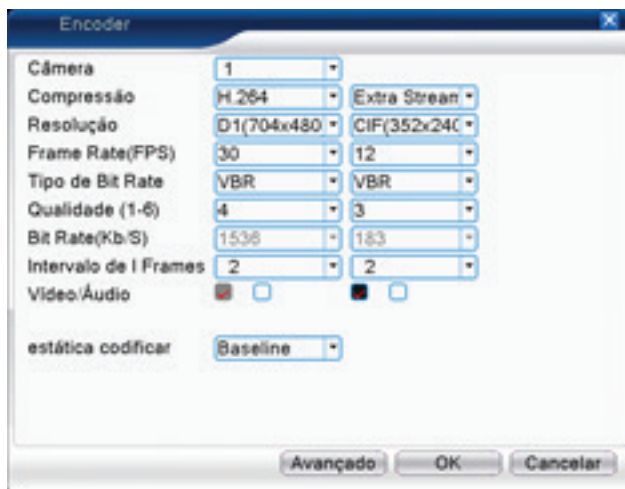 Encoder
Câmera 1
Compressão H.264 Extra Stream
Resolução D1(704x480 CIF(352x240
Frame Rate(FPS) 30 12
Tipo de Bit Rate VBR VBR
Qualidade (1-6) 4 3
Bit Rate(Kb/S) 1536 183
Intervalo de I Frames 2 2
Vídeo/Áudio
estática codificar Baseline
Avançado OK Cancelar